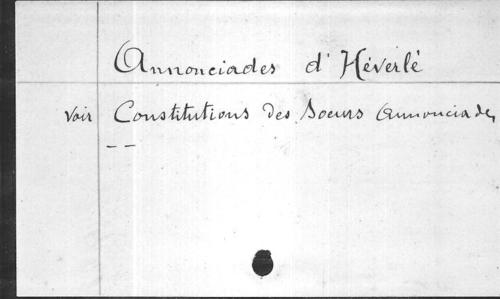 Annonciades d'Héverlé
voir Constitutions des Soeurs Annonciades
- -